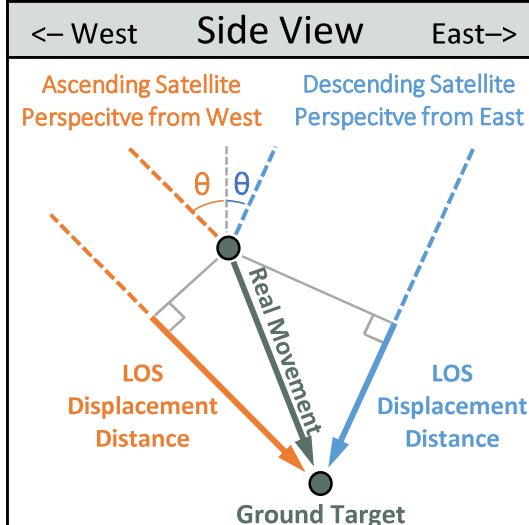 <– West Side View East–>
Ascending Satellite
Perspecitve from West
Descending Satellite
Perspecitve from East
θ θ
Real Movement
LOS
Displacement
Distance
LOS
Displacement
Distance
Ground Target